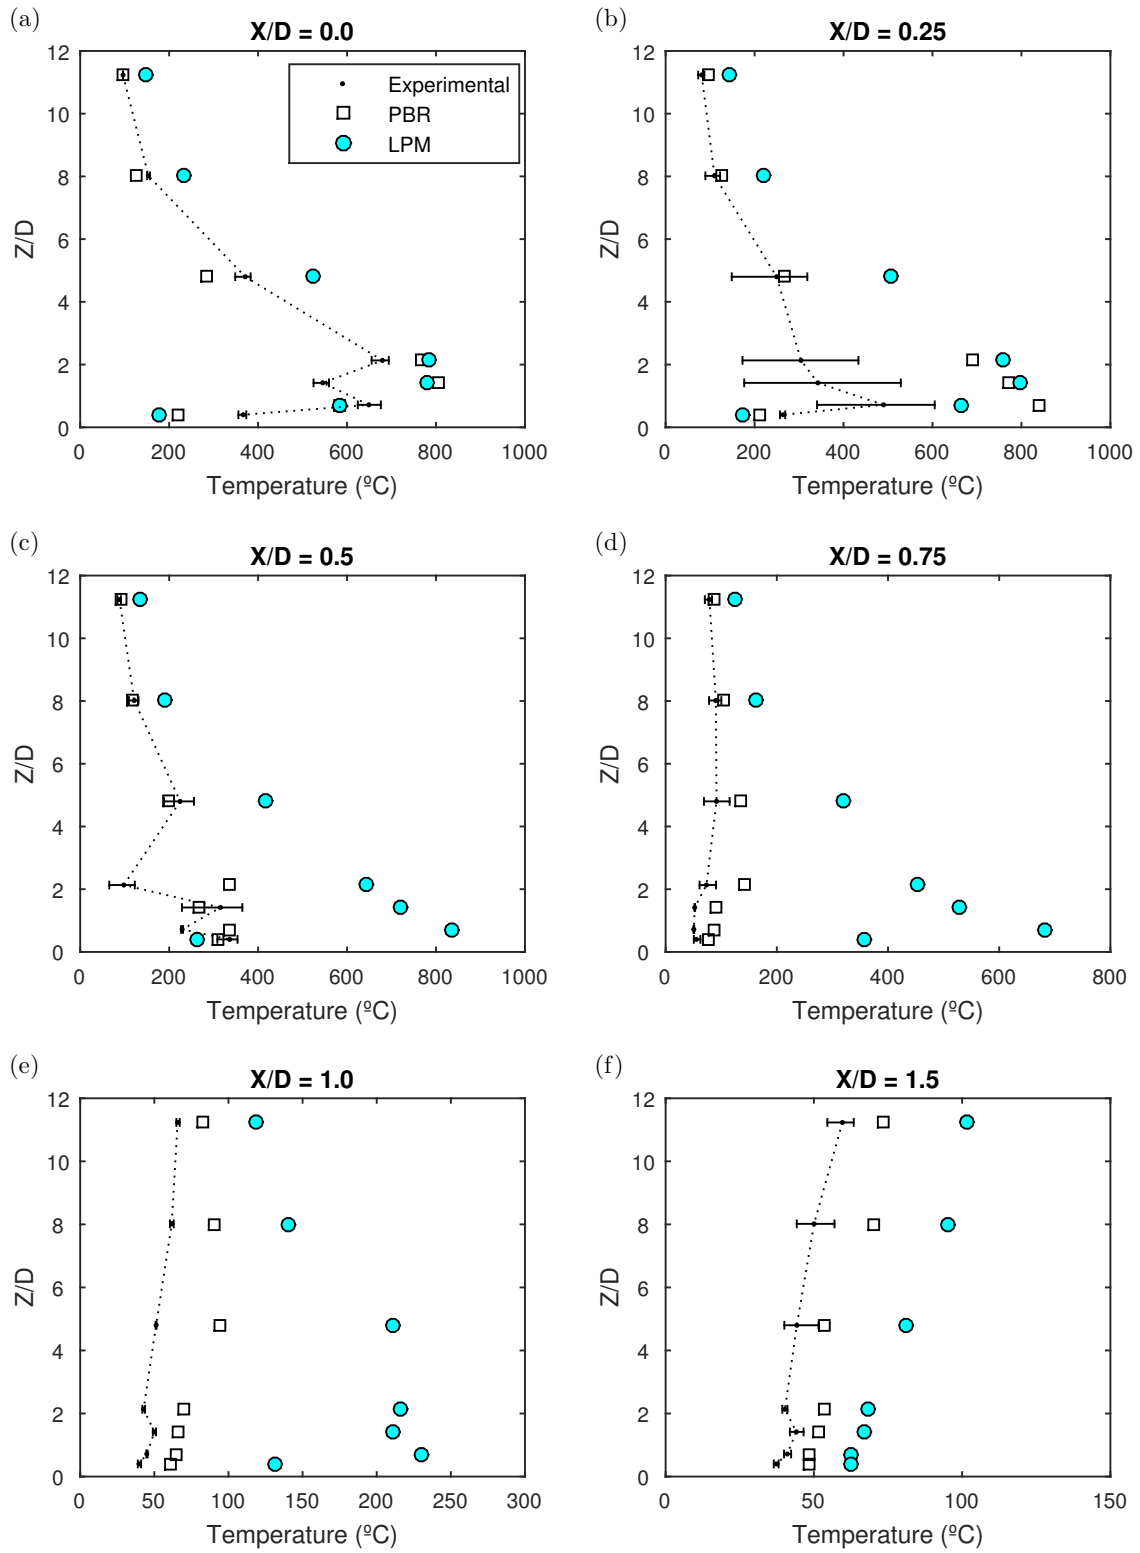 (a)
X/D = 0.0
12
10
8
6
4
2
0
Z/D
Experimental
PBR
LPM
0 200 400 600 800 1000
Temperature (ºC)
(b)
X/D = 0.25
12
10
8
6
4
2
0
Z/D
0 200 400 600 800 1000
Temperature (ºC)
(c)
X/D = 0.5
12
10
8
6
4
2
0
Z/D
0 200 400 600 800 1000
Temperature (ºC)
(d)
X/D = 0.75
12
10
8
6
4
2
0
Z/D
0 200 400 600 800
Temperature (ºC)
(e)
X/D = 1.0
12
10
8
6
4
2
0
Z/D
0 50 100 150 200 250 300
Temperature (ºC)
(f)
X/D = 1.5
12
10
8
6
4
2
0
Z/D
0 50 100 150
Temperature (ºC)